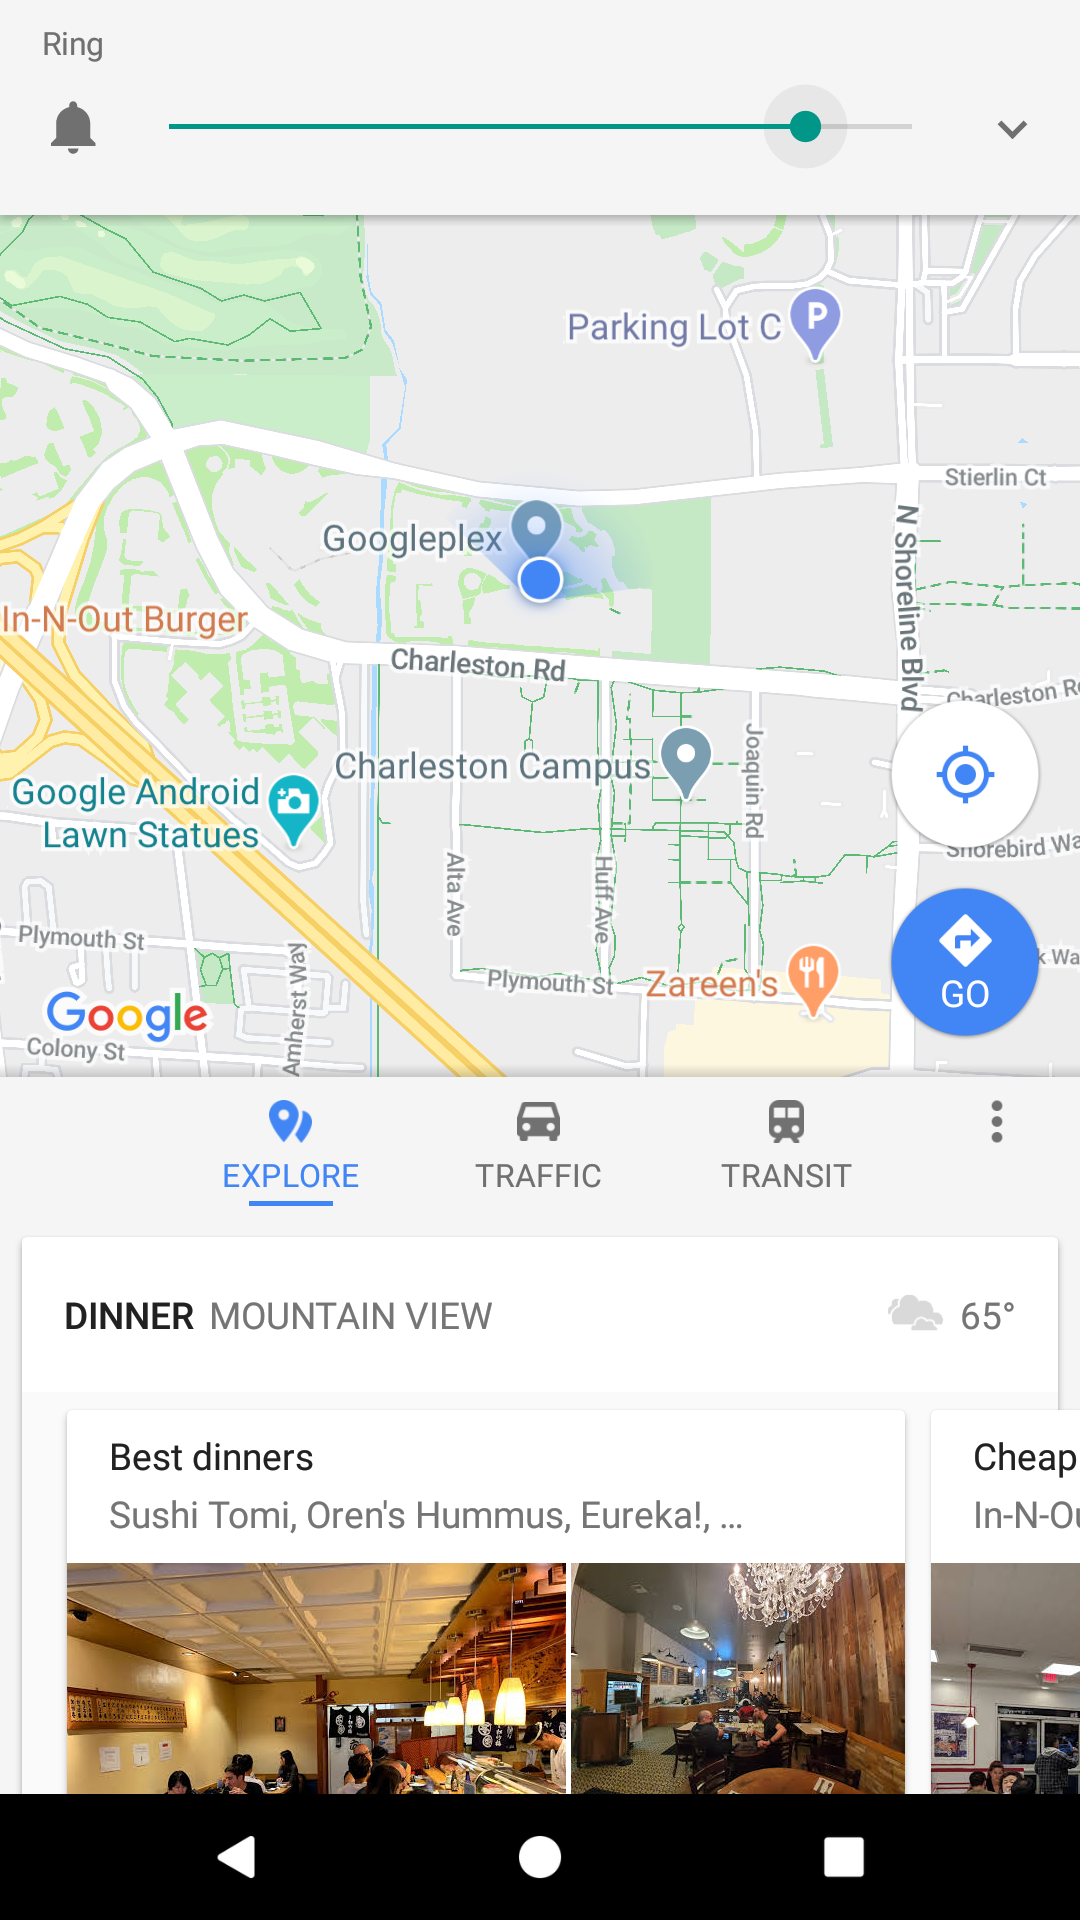 Ring
Parking Lot C
P
Stierlin Ct
Googleplex
N Shoreline Blvd
In-N-Out Burger
Charleston Rd
Charleston Rd
Joaquin Rd
Charleston Campus
Google Android
Lawn Statues
Shorebird Wa
Alta Ave
Huff Ave
Plymouth St
k Wa
Plymouth St
Zareen's
GO
Google
Amherst Way
Colony St
EXPLORE
TRAFFIC
TRANSIT
DINNER MOUNTAIN VIEW
65°
Best dinners
Sushi Tomi, Oren's Hummus, Eureka!, ...
Cheap
In-N-Ou